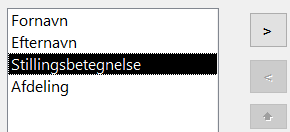 Fornavn
Efternavn
Stillingsbetegnelse
Afdeling
>
<